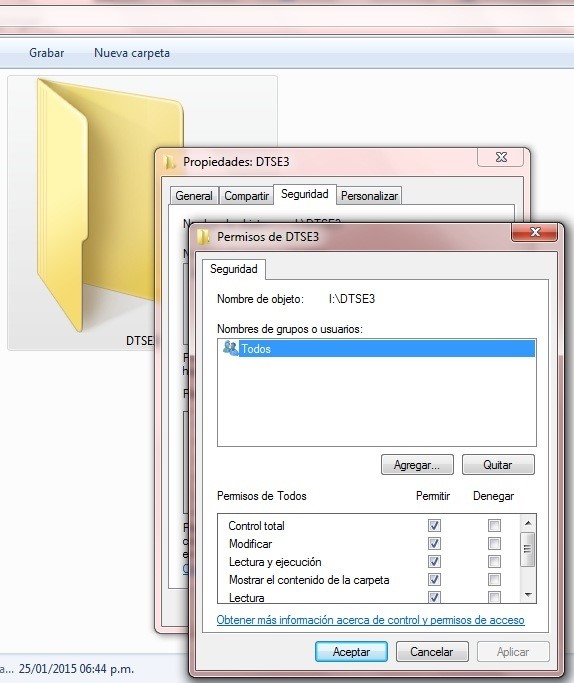 Grabar Nueva carpeta
DTSE
Propiedades: DTSE3
General Compartir Seguridad Personalizar
Permisos de DTSE3
Seguridad
Nombre de objeto: I:\DTSE3
Nombres de grupos o usuarios:
Todos
Agregar... Quitar
Permisos de Todos Permitir Denegar
Control total
Modificar
Lectura y ejecución
Mostrar el contenido de la carpeta
Lectura
Obtener más información acerca de control y permisos de acceso
Aceptar Cancelar Aplicar
a... 25/01/2015 06:44 p.m.